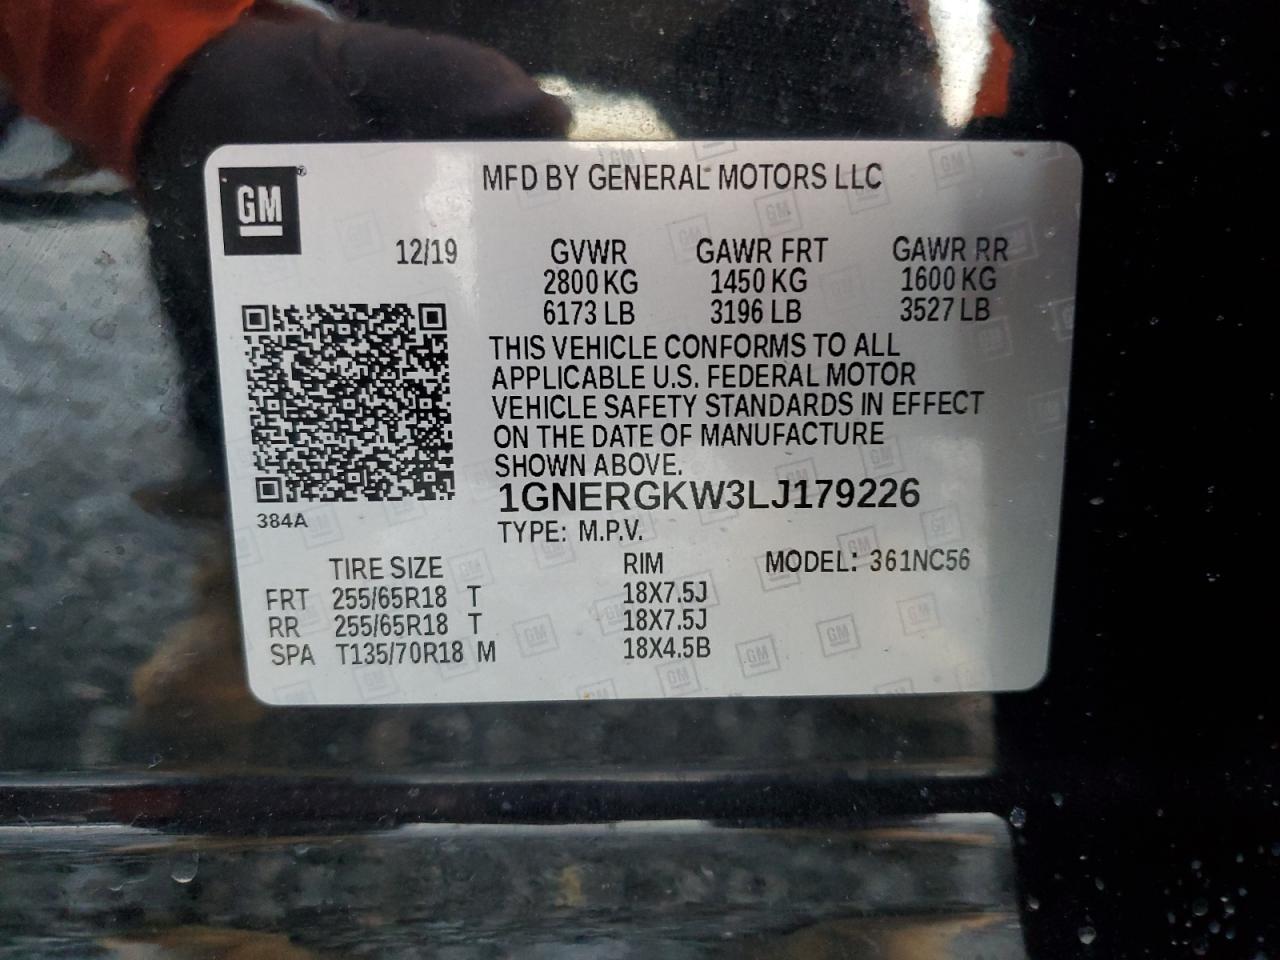 GM
MFD BY GENERAL MOTORS LLC
12/19
GVWR GAWR FRT GAWR RR
2800 KG 1450 KG 1600 KG
6173 LB 3196 LB 3527 LB
THIS VEHICLE CONFORMS TO ALL
APPLICABLE U.S. FEDERAL MOTOR
VEHICLE SAFETY STANDARDS IN EFFECT
ON THE DATE OF MANUFACTURE
SHOWN ABOVE.
1GNERGKW3LJ179226
384A
TYPE: M.P.V.
TIRE SIZE RIM MODEL: 361NC56
FRT 255/65R18 T 18X7.5J
RR 255/65R18 T 18X7.5J
SPA T135/70R18 M 18X4.5B